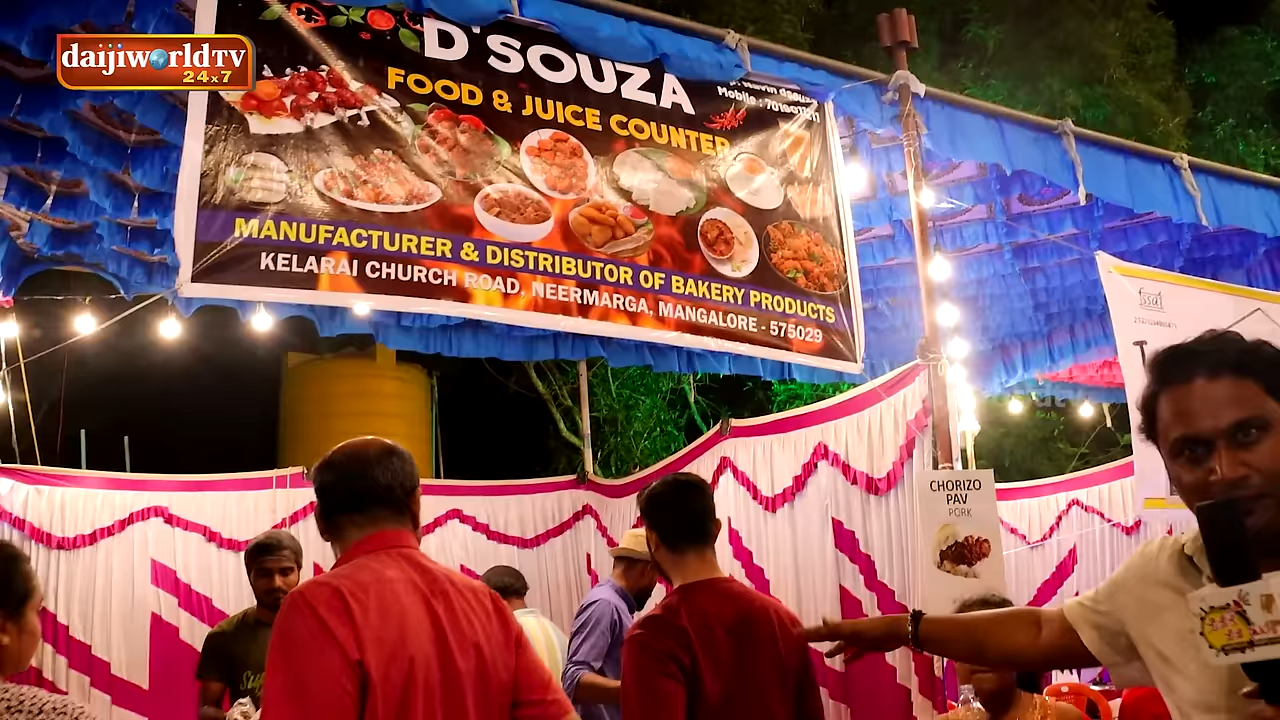 daijiworldTV
24x7
D'SOUZA
FOOD & JUICE COUNTER
MANUFACTURER & DISTRIBUTOR OF BAKERY PRODUCTS
KELARAI CHURCH ROAD, NEERMARGA, MANGALORE - 575029
Mobile :
fssai
CHORIZO
PAV
PORK